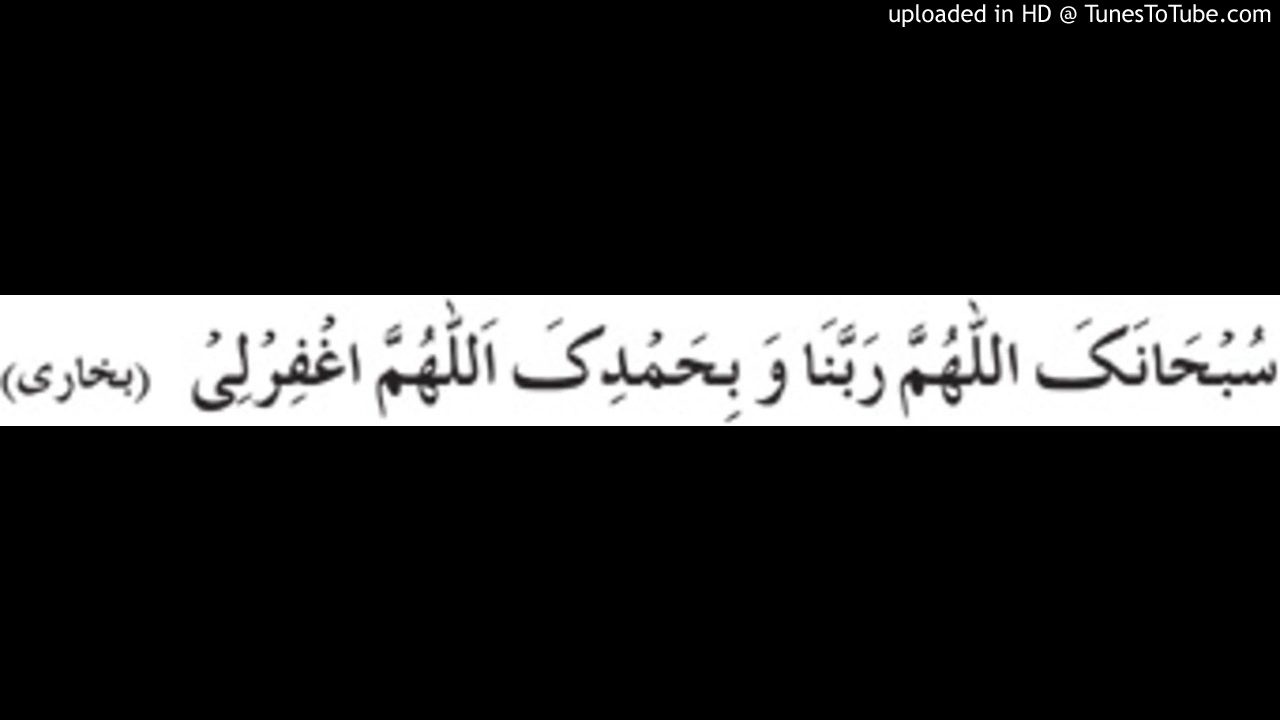 uploaded in HD @ TunesToTube.com
سُبْحَانَکَ اللّٰهُمَّ رَبَّنَا وَ بِحَمْدِکَ اَللّٰهُمَّ اغْفِرْلِیْ (بخاری)